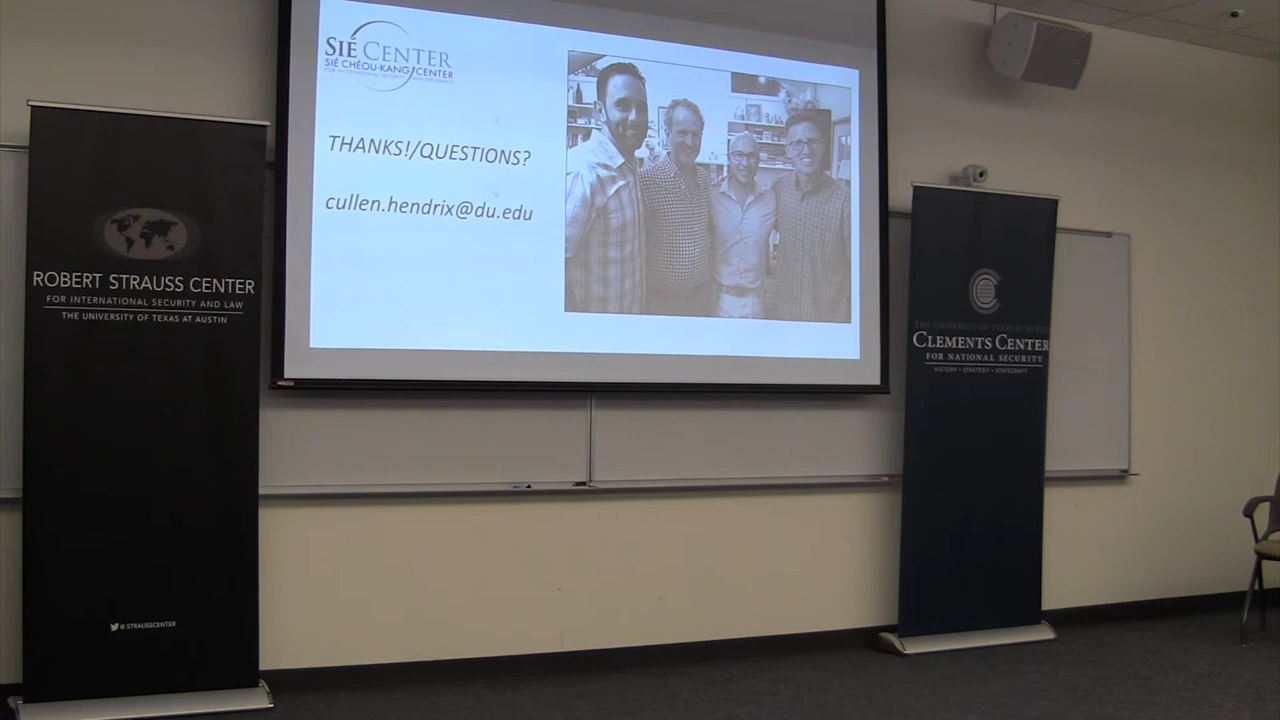 SIÉ CENTER
SIÉ CHÉOU-KANG CENTER
FOR INTERNATIONAL SECURITY AND DIPLOMACY
THANKS!/QUESTIONS?
cullen.hendrix@du.edu
ROBERT STRAUSS CENTER
FOR INTERNATIONAL SECURITY AND LAW
THE UNIVERSITY OF TEXAS AT AUSTIN
@STRAUSSCENTER
THE UNIVERSITY OF TEXAS AT AUSTIN
CLEMENTS CENTER
FOR NATIONAL SECURITY
HISTORY • STRATEGY • STATECRAFT